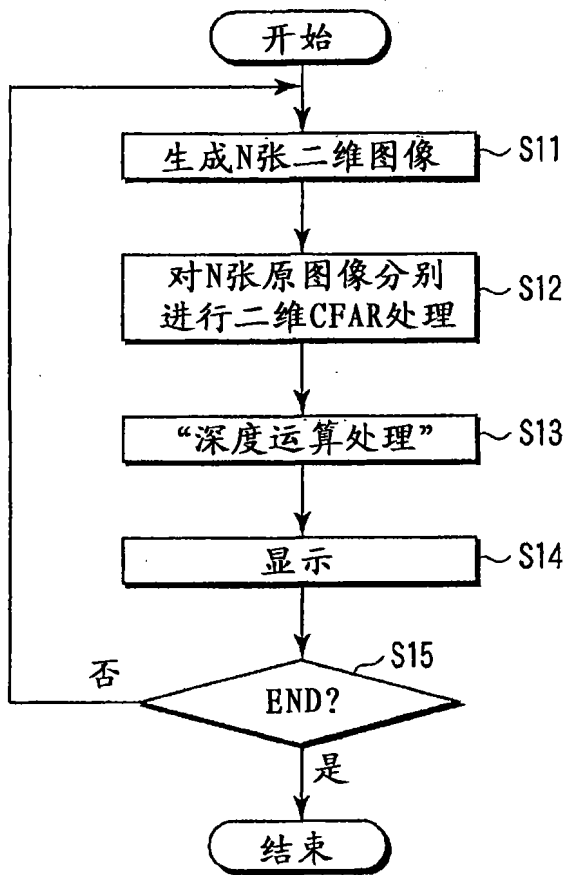 开始
生成N张二维图像
S11
对N张原图像分别
进行二维CFAR处理
S12
“深度运算处理”
S13
显示
S14
S15
否
END?
是
结束